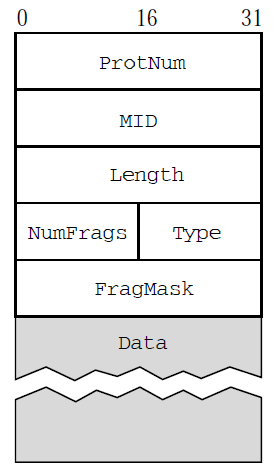 0 16 31
ProtNum
MID
Length
NumFrags Type
FragMask
Data